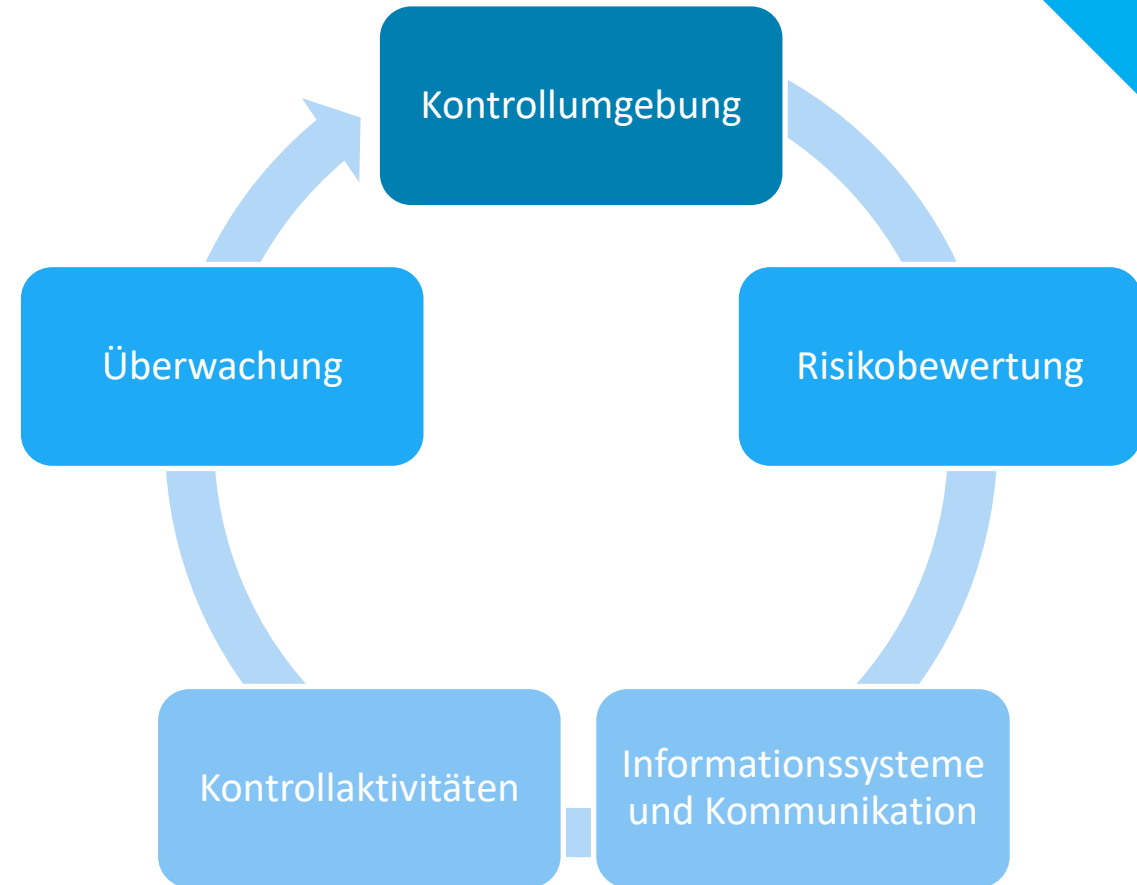 Kontrollumgebung
Überwachung
Risikobewertung
Kontrollaktivitäten
Informationssysteme
und Kommunikation